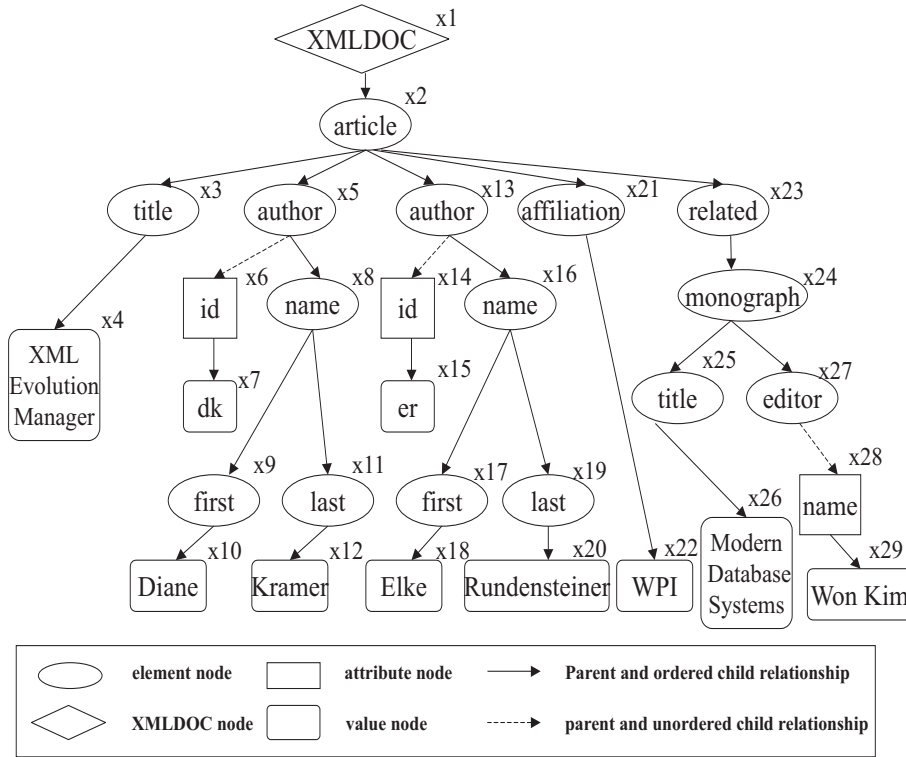 x1
XMLDOC
x2
article
x3
title
x5
author
x13
author
x21
affiliation
x23
related
x4
XML
Evolution
Manager
x6
id
x7
dk
x8
name
x14
id
x15
er
x16
name
x24
monograph
x25
title
x27
editor
x9
first
x11
last
x17
first
x19
last
x26
Modern
Database
Systems
x28
name
x10
Diane
x12
Kramer
x18
Elke
x20
Rundensteiner
x22
WPI
x29
Won Kim
element node
attribute node
Parent and ordered child relationship
XMLDOC node
value node
parent and unordered child relationship